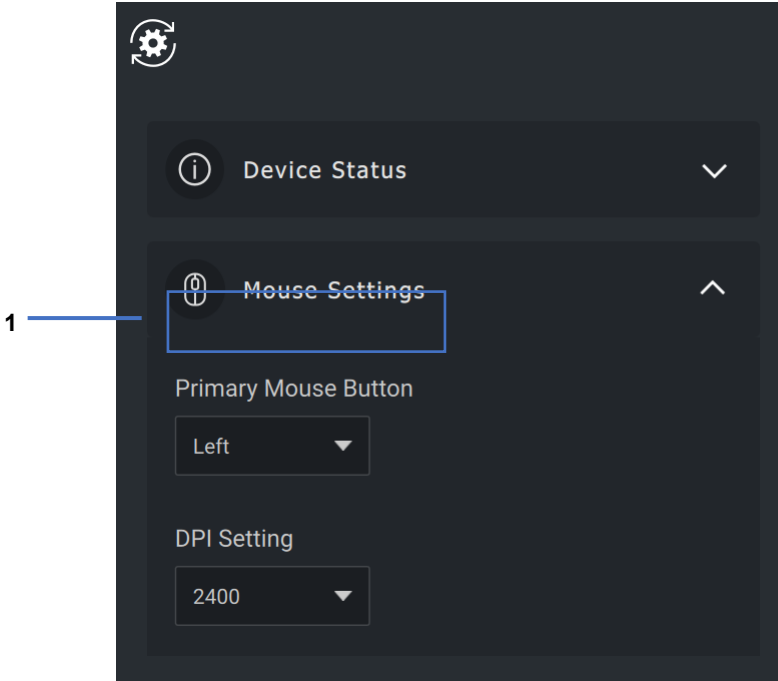 Device Status
Mouse Settings
1
Primary Mouse Button
Left
DPI Setting
2400